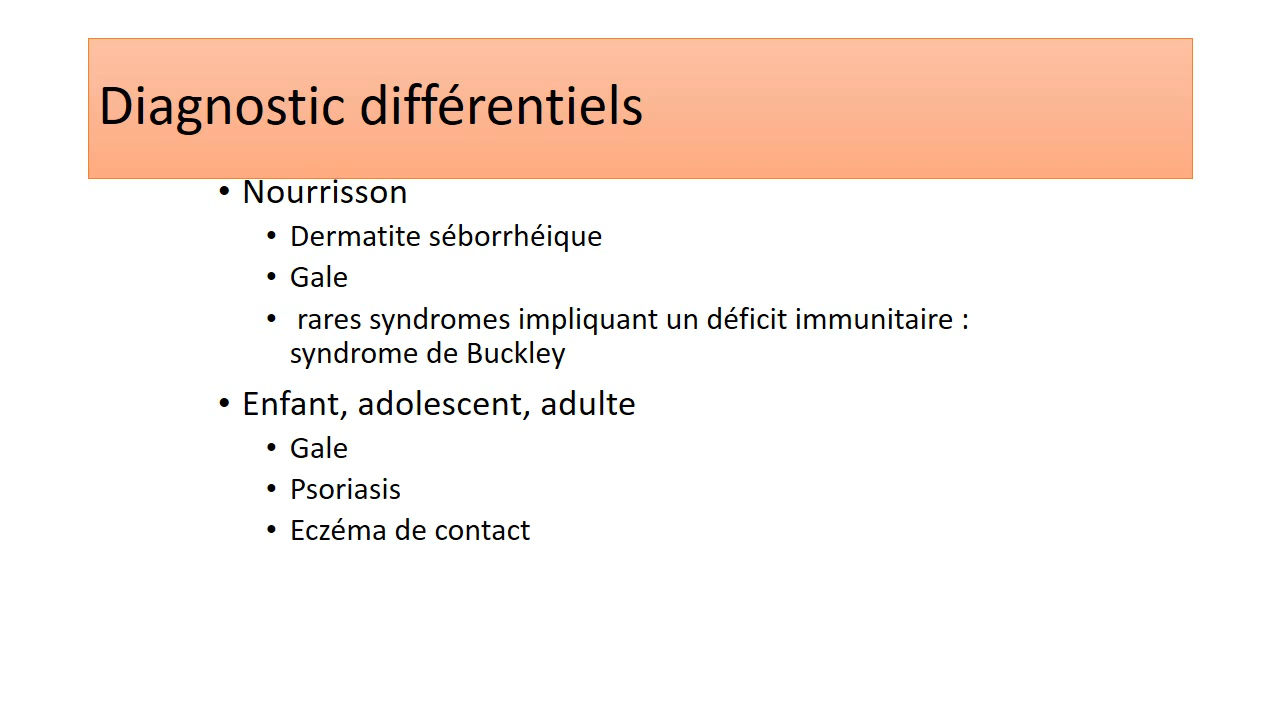 Diagnostic différentiels
• Nourrisson
• Dermatite séborrhéique
• Gale
• rares syndromes impliquant un déficit immunitaire :
syndrome de Buckley
• Enfant, adolescent, adulte
• Gale
• Psoriasis
• Eczéma de contact